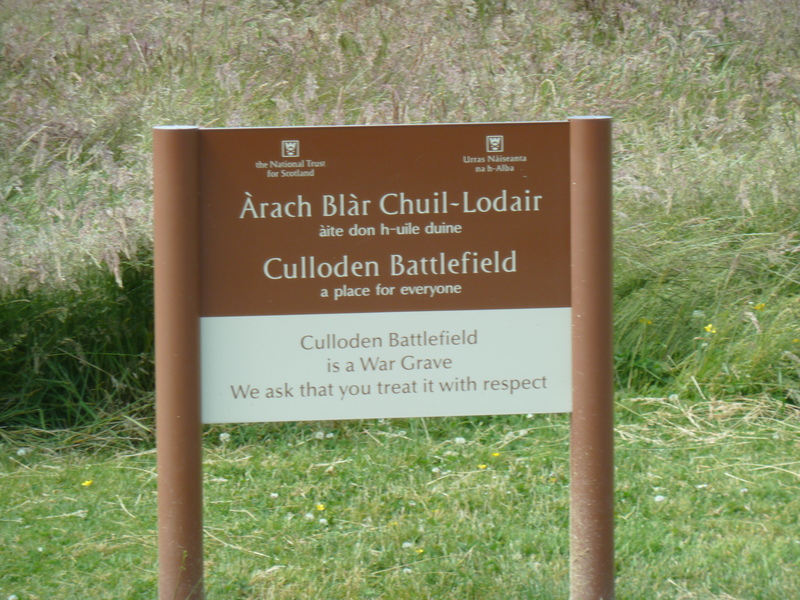 the National Trust
for Scotland
Urras Nàiseanta
na h-Alba
Àrach Blàr Chuil-Lodair
àite don h-uile duine
Culloden Battlefield
a place for everyone
Culloden Battlefield
is a War Grave
We ask that you treat it with respect